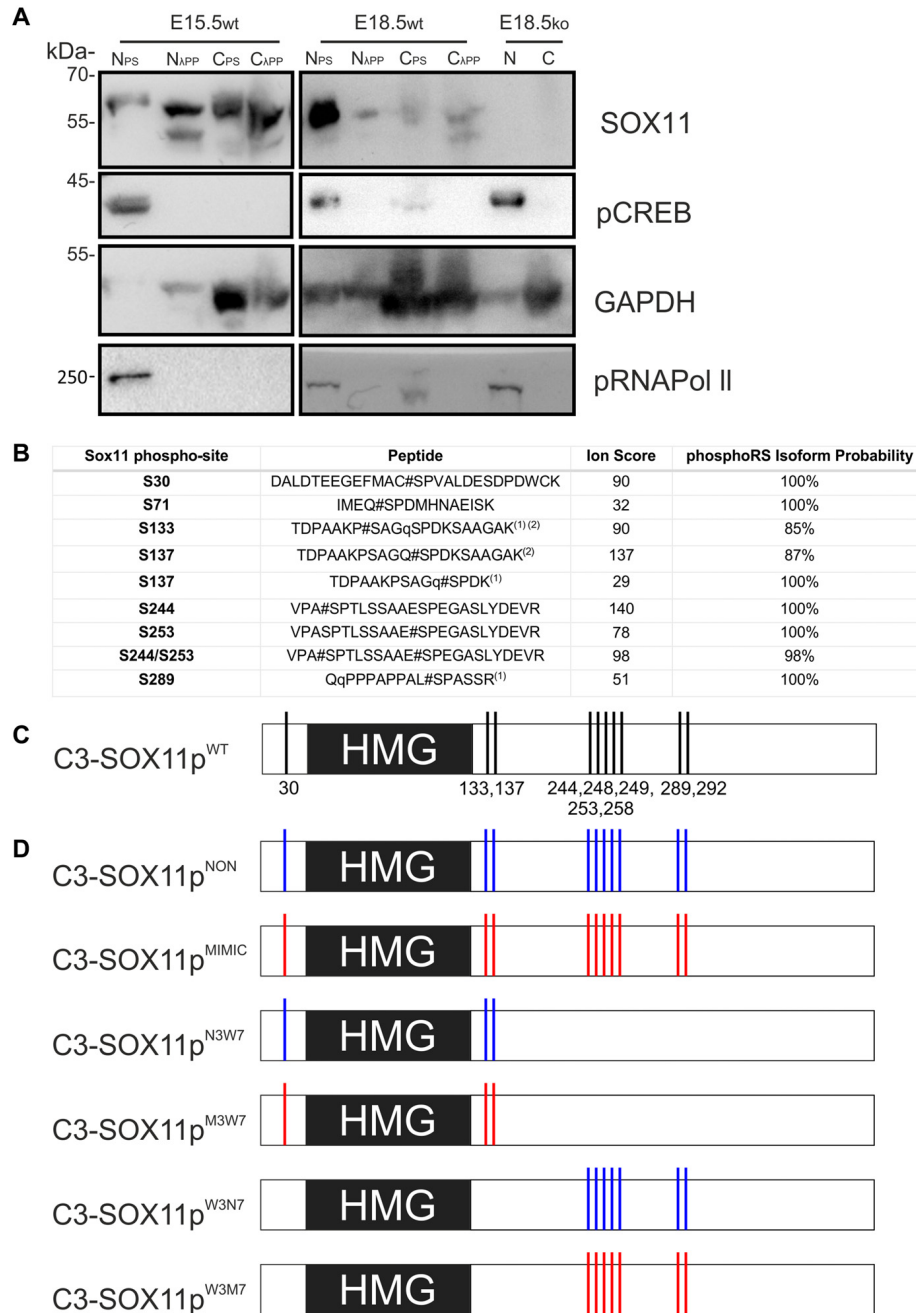 A
E15.5wt E18.5wt E18.5ko
kDa- NPS NλPP CPS CλPP NPS NλPP CPS CλPP N C
70-
55-
SOX11
45-
pCREB
55-
GAPDH
250-
pRNAPol II
B
Sox11 phospho-site Peptide Ion Score phosphoRS Isoform Probability
S30 DALDTEEGEFMAC#SPVALDESDPDWCK 90 100%
S71 IMEQ#SPDMHNAEISK 32 100%
S133 TDPAAKP#SAGqSPDKSAAGAK(1) (2) 90 85%
S137 TDPAAKPSAGQ#SPDKSAAGAK(2) 137 87%
S137 TDPAAKPSAGq#SPDK(1) 29 100%
S244 VPA#SPTLSSAAESPEGASLYDEVR 140 100%
S253 VPASPTLSSAAE#SPEGASLYDEVR 78 100%
S244/S253 VPA#SPTLSSAAE#SPEGASLYDEVR 98 98%
S289 QqPPPAPPAL#SPASSR(1) 51 100%
C
C3-SOX11pWT HMG
30 133,137 244,248,249, 289,292
253,258
D
C3-SOX11pNON HMG
C3-SOX11pMIMIC HMG
C3-SOX11pN3W7 HMG
C3-SOX11pM3W7 HMG
C3-SOX11pW3N7 HMG
C3-SOX11pW3M7 HMG